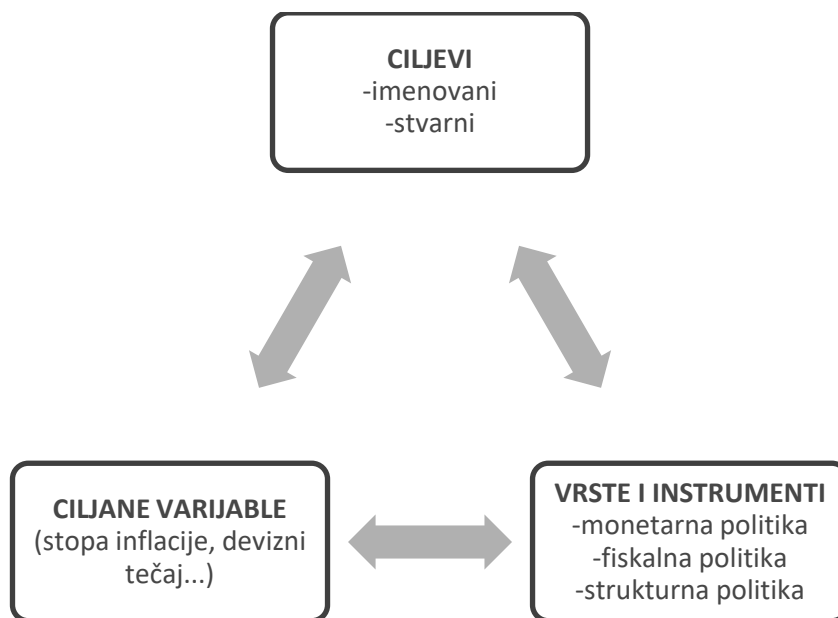 CILJEVI
-imenovani
-stvarni
CILJANE VARIJABLE
(stopa inflacije, devizni
tečaj...)
VRSTE I INSTRUMENTI
-monetarna politika
-fiskalna politika
-strukturna politika